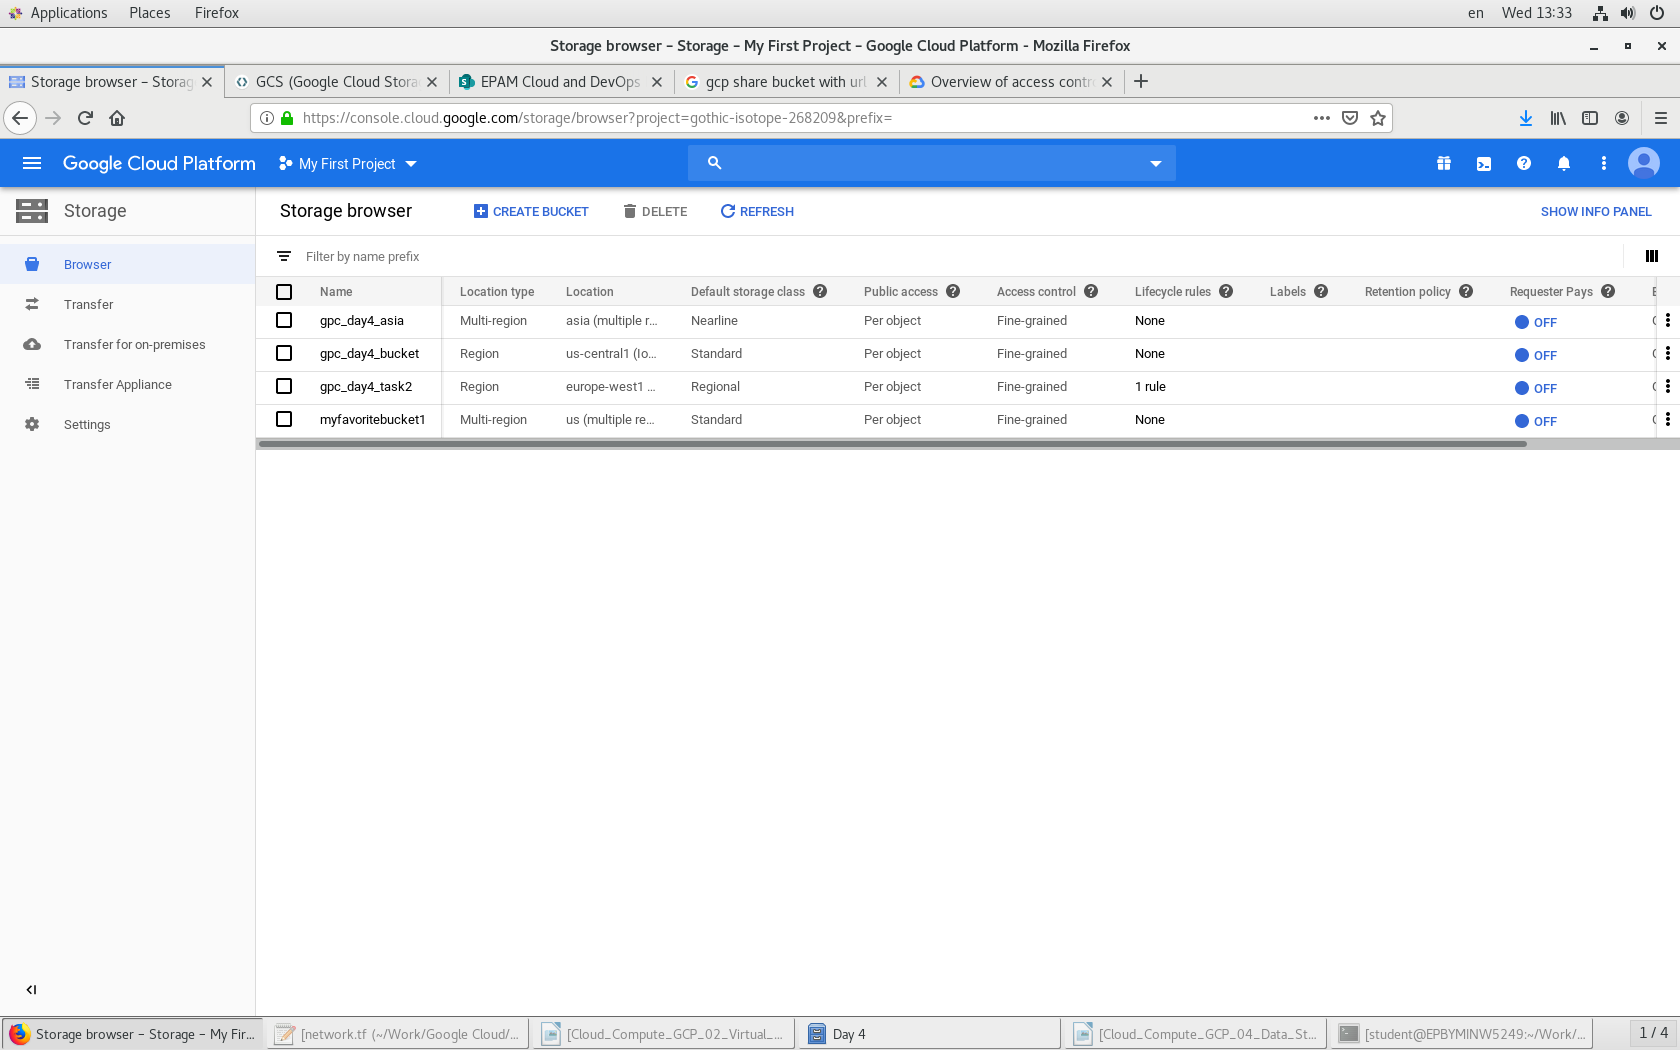 Applications Places Firefox en Wed 13:33
Storage browser – Storage – My First Project – Google Cloud Platform - Mozilla Firefox
Storage browser – Storag GCS (Google Cloud Stora EPAM Cloud and DevOps gcp share bucket with url Overview of access contr
https://console.cloud.google.com/storage/browser?project=gothic-isotope-268209&prefix=
Google Cloud Platform My First Project
Storage Storage browser CREATE BUCKET DELETE REFRESH SHOW INFO PANEL
Browser
Transfer
Transfer for on-premises
Transfer Appliance
Settings
Filter by name prefix
Name Location type Location Default storage class Public access Access control Lifecycle rules Labels Retention policy Requester Pays
gpc_day4_asia Multi-region asia (multiple r... Nearline Per object Fine-grained None OFF
gpc_day4_bucket Region us-central1 (Io... Standard Per object Fine-grained None OFF
gpc_day4_task2 Region europe-west1 ... Regional Per object Fine-grained 1 rule OFF
myfavoritebucket1 Multi-region us (multiple re... Standard Per object Fine-grained None OFF
Storage browser – Storage – My Fir... [network.tf (~/Work/Google Cloud/... [Cloud_Compute_GCP_02_Virtual_... Day 4 [Cloud_Compute_GCP_04_Data_St... [student@EPBYMINW5249:~/Work/... 1 / 4